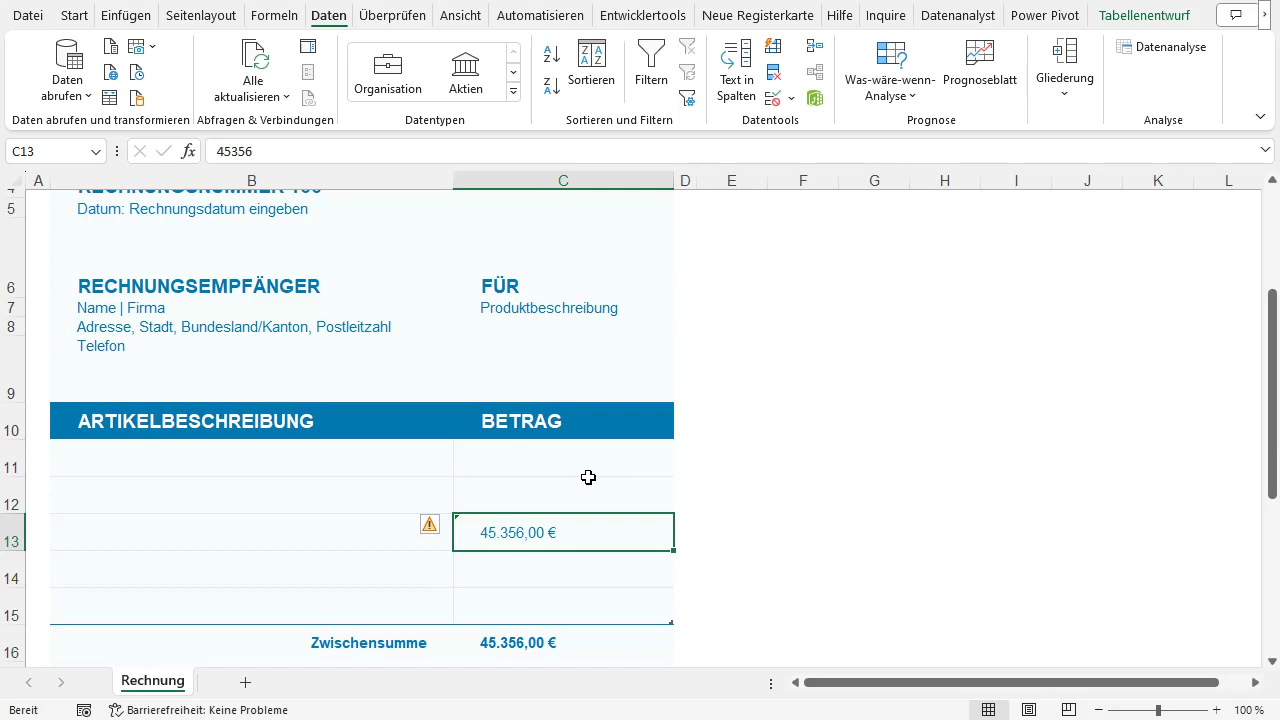 Datei Start Einfügen Seitenlayout Formeln Daten Überprüfen Ansicht Automatisieren Entwicklertools Neue Registerkarte Hilfe Inquire Datenanalyst Power Pivot Tabellenentwurf
Daten abrufen
Alle aktualisieren
Organisation
Aktien
Sortieren
Filtern
Text in Spalten
Was-wäre-wenn-Analyse
Prognoseblatt
Gliederung
Datenanalyse
Daten abrufen und transformieren
Abfragen & Verbindungen
Datentypen
Sortieren und Filtern
Datentools
Prognose
Analyse
C13
fx
45356
A B C D E F G H I J K L
4
5 Datum: Rechnungsdatum eingeben
6 RECHNUNGSEMPFÄNGER FÜR
7 Name | Firma Produktbeschreibung
8 Adresse, Stadt, Bundesland/Kanton, Postleitzahl
Telefon
9
10 ARTIKELBESCHREIBUNG BETRAG
11
12
13 45.356,00 €
14
15
16 Zwischensumme 45.356,00 €
Rechnung
Bereit
Barrierefreiheit: Keine Probleme
100 %